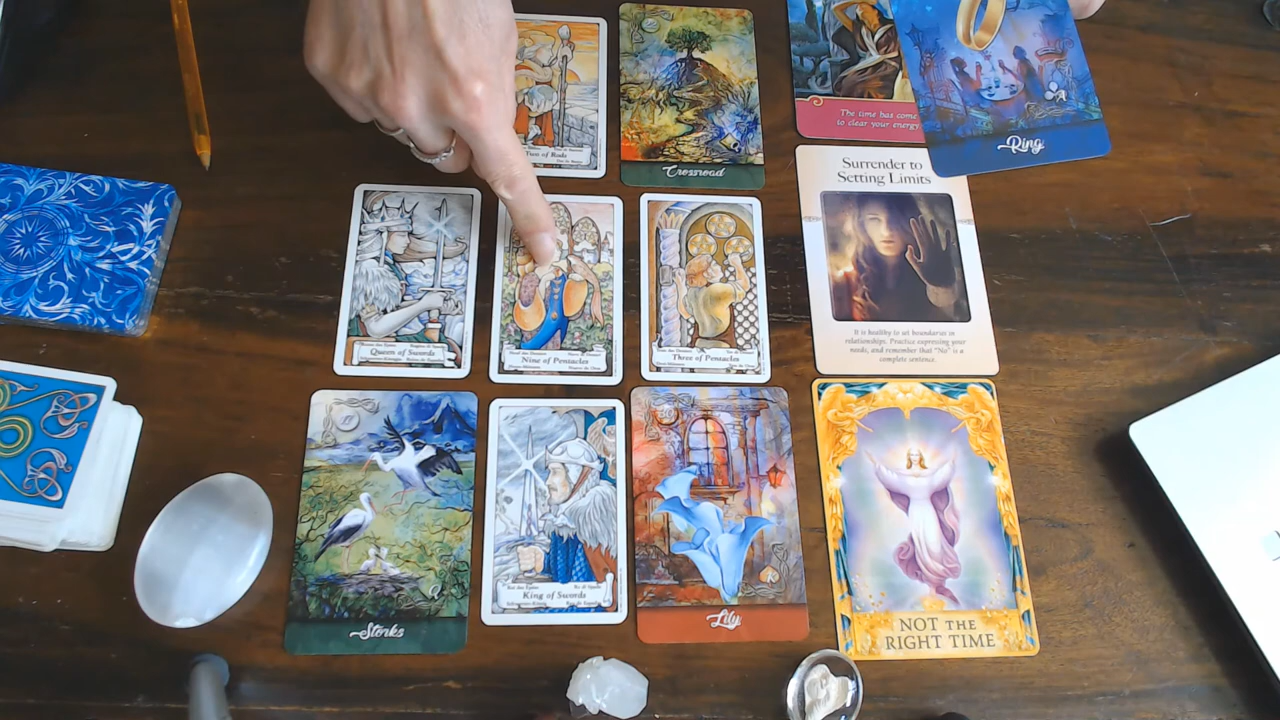 Two of Rods
Crossroad
The time has come
to clear your energy
Ring
Surrender to
Setting Limits
It is healthy to set boundaries in
relationships. Practice expressing your
needs, and remember that "No" is a
complete sentence.
Queen of Swords
Nine of Pentacles
Three of Pentacles
Storks
King of Swords
Lily
NOT THE
RIGHT TIME